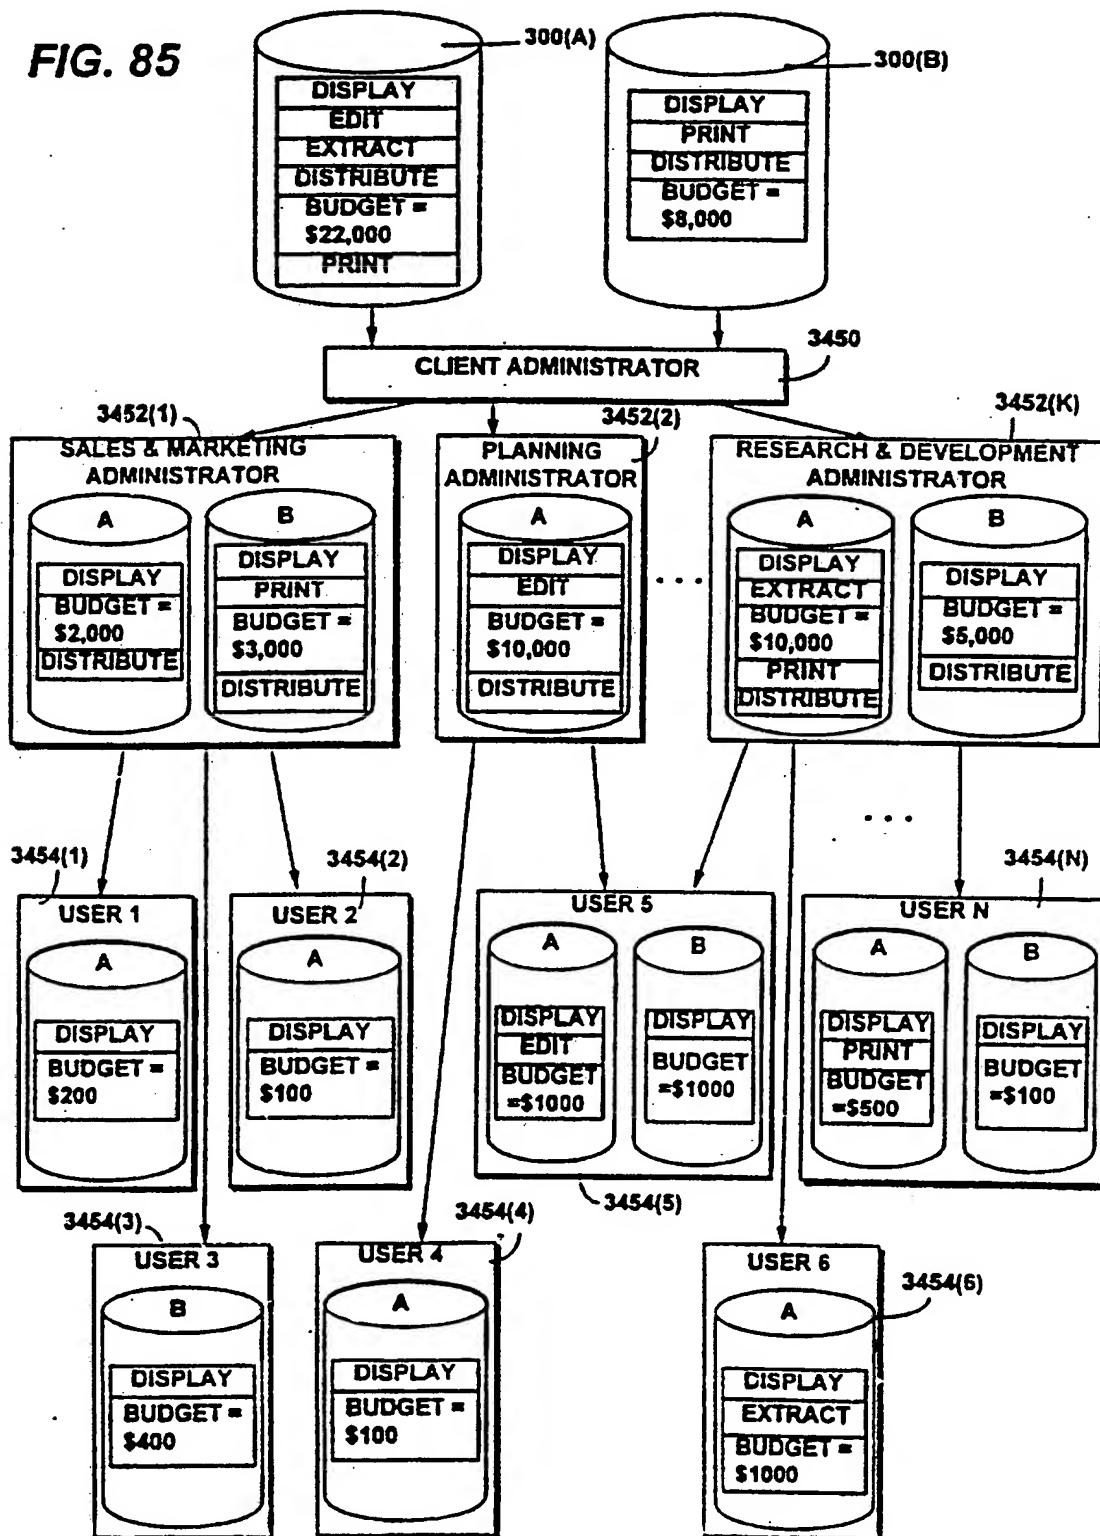 FIG. 85
300(A)
300(B)
DISPLAY
EDIT
EXTRACT
DISTRIBUTE
BUDGET =
$22,000
PRINT
DISPLAY
PRINT
DISTRIBUTE
BUDGET =
$8,000
CLIENT ADMINISTRATOR
3450
3452(1)
SALES & MARKETING
ADMINISTRATOR
A
DISPLAY
BUDGET =
$2,000
DISTRIBUTE
B
DISPLAY
PRINT
BUDGET =
$3,000
DISTRIBUTE
3452(2)
PLANNING
ADMINISTRATOR
A
DISPLAY
EDIT
BUDGET =
$10,000
DISTRIBUTE
. . .
3452(K)
RESEARCH & DEVELOPMENT
ADMINISTRATOR
A
DISPLAY
EXTRACT
BUDGET =
$10,000
PRINT
DISTRIBUTE
B
DISPLAY
BUDGET =
$5,000
DISTRIBUTE
. . .
3454(1)
USER 1
A
DISPLAY
BUDGET =
$200
3454(2)
USER 2
A
DISPLAY
BUDGET =
$100
USER 5
A
DISPLAY
EDIT
BUDGET
=$1000
B
DISPLAY
BUDGET
=$1000
3454(5)
3454(N)
USER N
A
DISPLAY
PRINT
BUDGET
=$500
B
DISPLAY
BUDGET
=$100
3454(3)
USER 3
B
DISPLAY
BUDGET =
$400
3454(4)
USER 4
A
DISPLAY
BUDGET =
$100
USER 6
3454(6)
A
DISPLAY
EXTRACT
BUDGET =
$1000